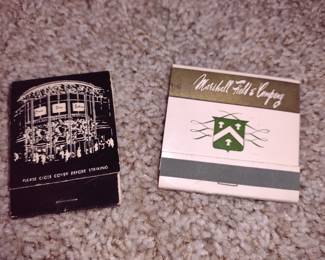 PLEASE CLOSE COVER BEFORE STRIKING
Marshall Field & Company